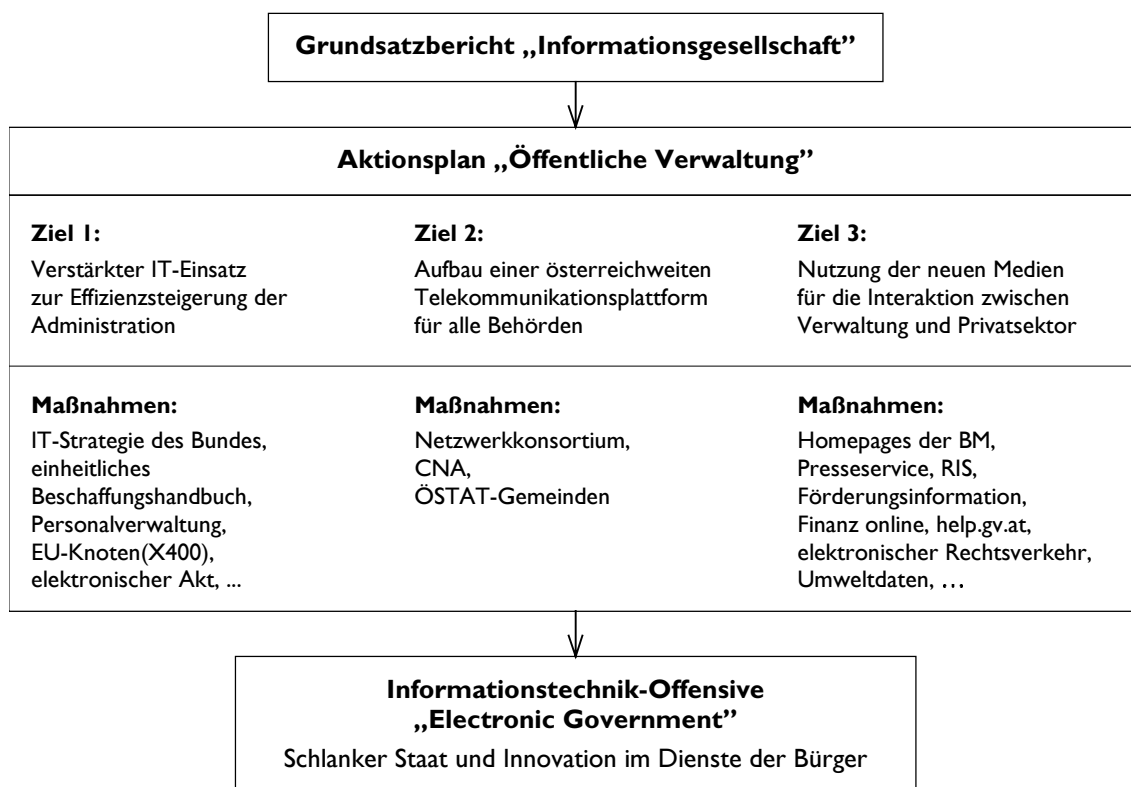 Grundsatzbericht „Informationsgesellschaft”
Aktionsplan „Öffentliche Verwaltung”
Ziel 1:
Verstärkter IT-Einsatz
zur Effizienzsteigerung der
Administration
Ziel 2:
Aufbau einer österreichweiten
Telekommunikationsplattform
für alle Behörden
Ziel 3:
Nutzung der neuen Medien
für die Interaktion zwischen
Verwaltung und Privatsektor
Maßnahmen:
IT-Strategie des Bundes,
einheitliches
Beschaffungshandbuch,
Personalverwaltung,
EU-Knoten(X400),
elektronischer Akt, ...
Maßnahmen:
Netzwerkkonsortium,
CNA,
ÖSTAT-Gemeinden
Maßnahmen:
Homepages der BM,
Presseservice, RIS,
Förderungsinformation,
Finanz online, help.gv.at,
elektronischer Rechtsverkehr,
Umweltdaten, …
Informationstechnik-Offensive
„Electronic Government”
Schlanker Staat und Innovation im Dienste der Bürger